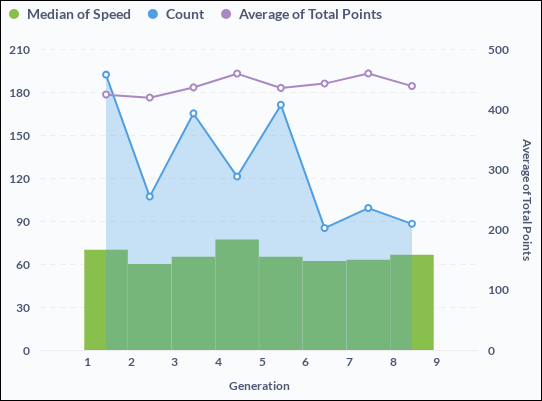 Median of Speed Count Average of Total Points
210 500
180 400
150
120 300
90 200
60
30 100
0 0
Average of Total Points
1 2 3 4 5 6 7 8 9
Generation